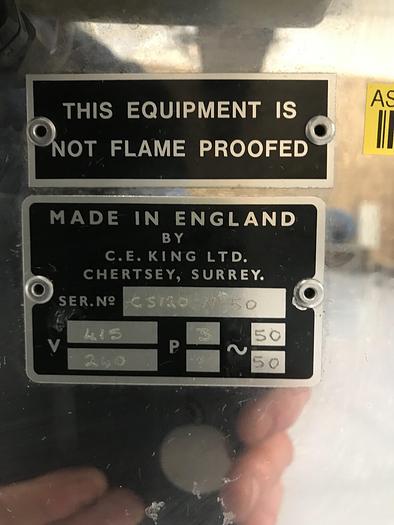 THIS EQUIPMENT IS
NOT FLAME PROOFED
AS
MADE IN ENGLAND
BY
C.E. KING LTD.
CHERTSEY, SURREY.
SER. Nº
V 415 P 3 ~ 50
240 50